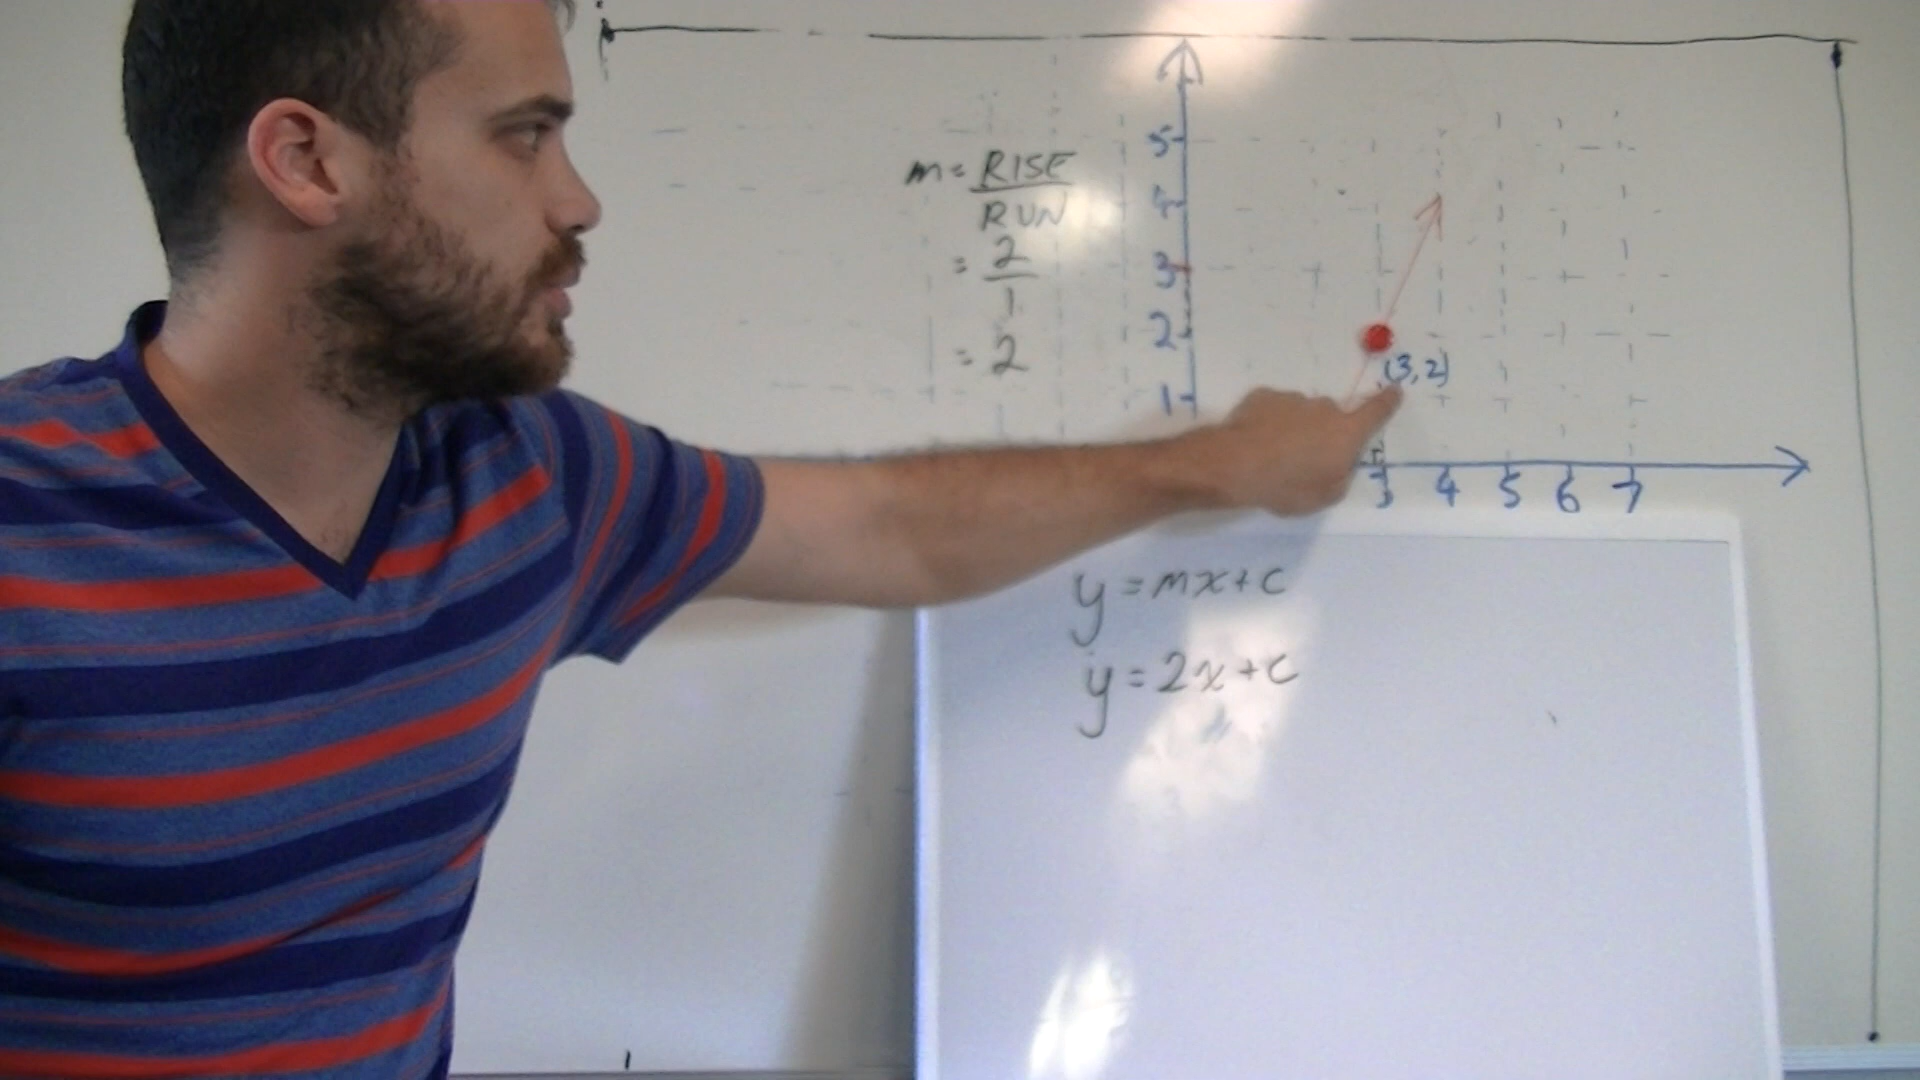 m = RISE
RUN
= 2
1
= 2
5
4
3
2
1
(3,2)
3 4 5 6 7
y = mx + c
y = 2x + c